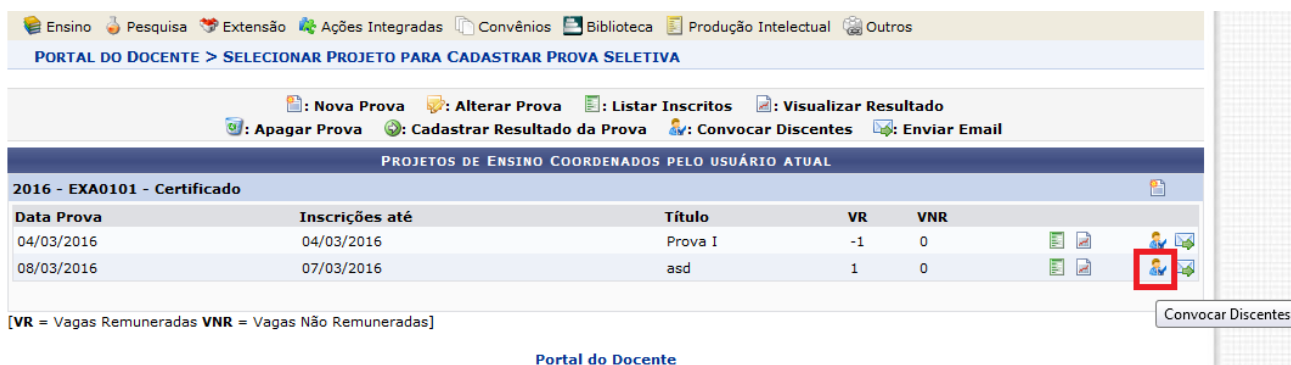 Ensino Pesquisa Extensão Ações Integradas Convênios Biblioteca Produção Intelectual Outros
PORTAL DO DOCENTE > SELECIONAR PROJETO PARA CADASTRAR PROVA SELETIVA
: Nova Prova : Alterar Prova : Listar Inscritos : Visualizar Resultado
: Apagar Prova : Cadastrar Resultado da Prova : Convocar Discentes : Enviar Email
PROJETOS DE ENSINO COORDENADOS PELO USUÁRIO ATUAL
2016 - EXA0101 - Certificado
Data Prova Inscrições até Título VR VNR
04/03/2016 04/03/2016 Prova I -1 0
08/03/2016 07/03/2016 asd 1 0
Convocar Discentes
[VR = Vagas Remuneradas VNR = Vagas Não Remuneradas]
Portal do Docente